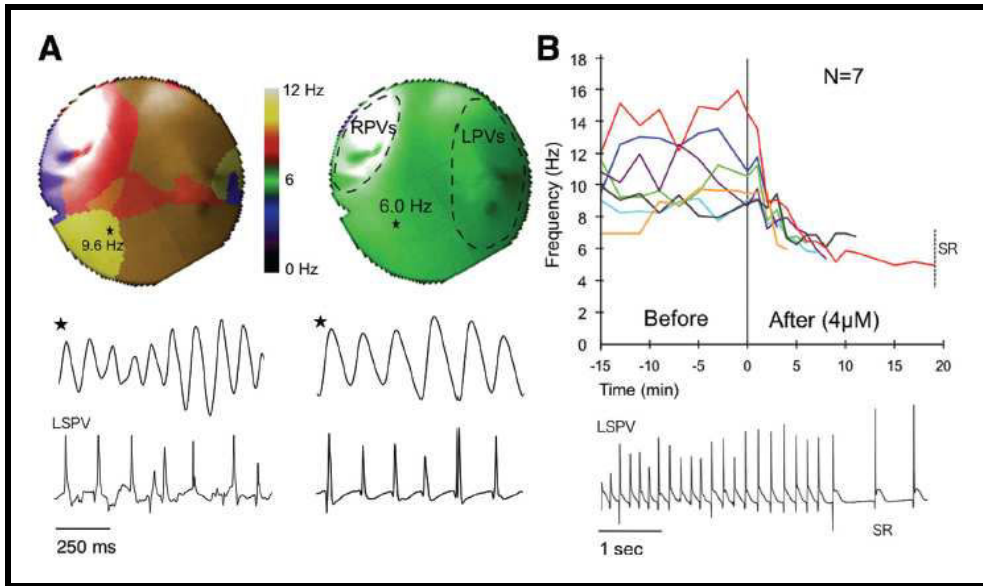 A
12 Hz
6
0 Hz
9.6 Hz
RPVs
LPVs
6.0 Hz
LSPV
250 ms
B
N=7
Frequency (Hz)
18
16
14
12
10
8
6
4
2
0
SR
Before
After (4µM)
-15
-10
-5
0
5
10
15
20
Time (min)
LSPV
SR
1 sec